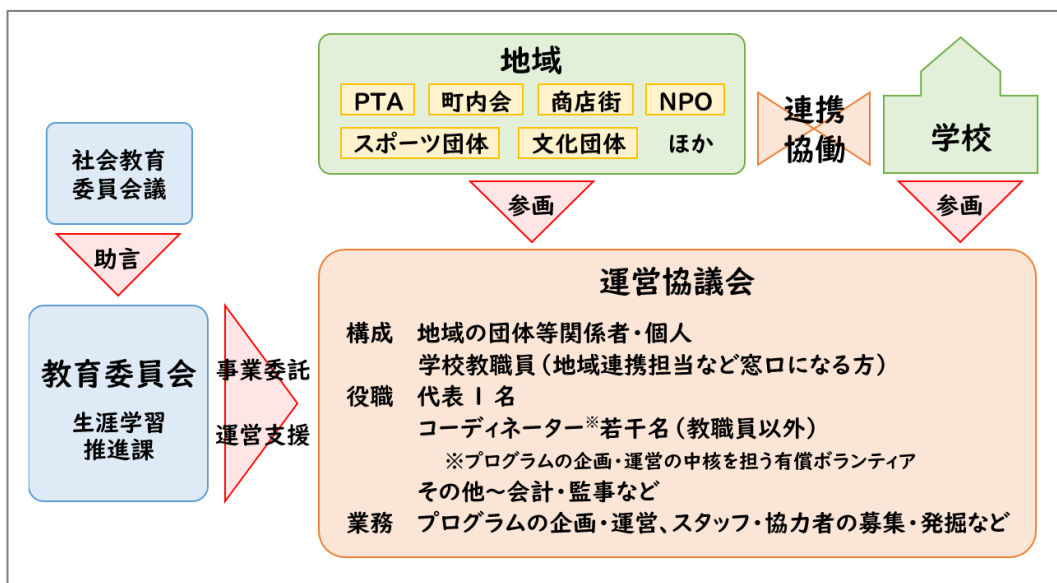 地域
PTA 町内会 商店街 NPO
スポーツ団体 文化団体 ほか
連携
協働
学校
社会教育
委員会議
助言
参画
参画
教育委員会
生涯学習
推進課
事業委託
運営支援
運営協議会
構成 地域の団体等関係者・個人
学校教職員(地域連携担当など窓口になる方)
役職 代表1名
コーディネーター※若干名(教職員以外)
※プログラムの企画・運営の中核を担う有償ボランティア
その他~会計・監事など
業務 プログラムの企画・運営、スタッフ・協力者の募集・発掘など